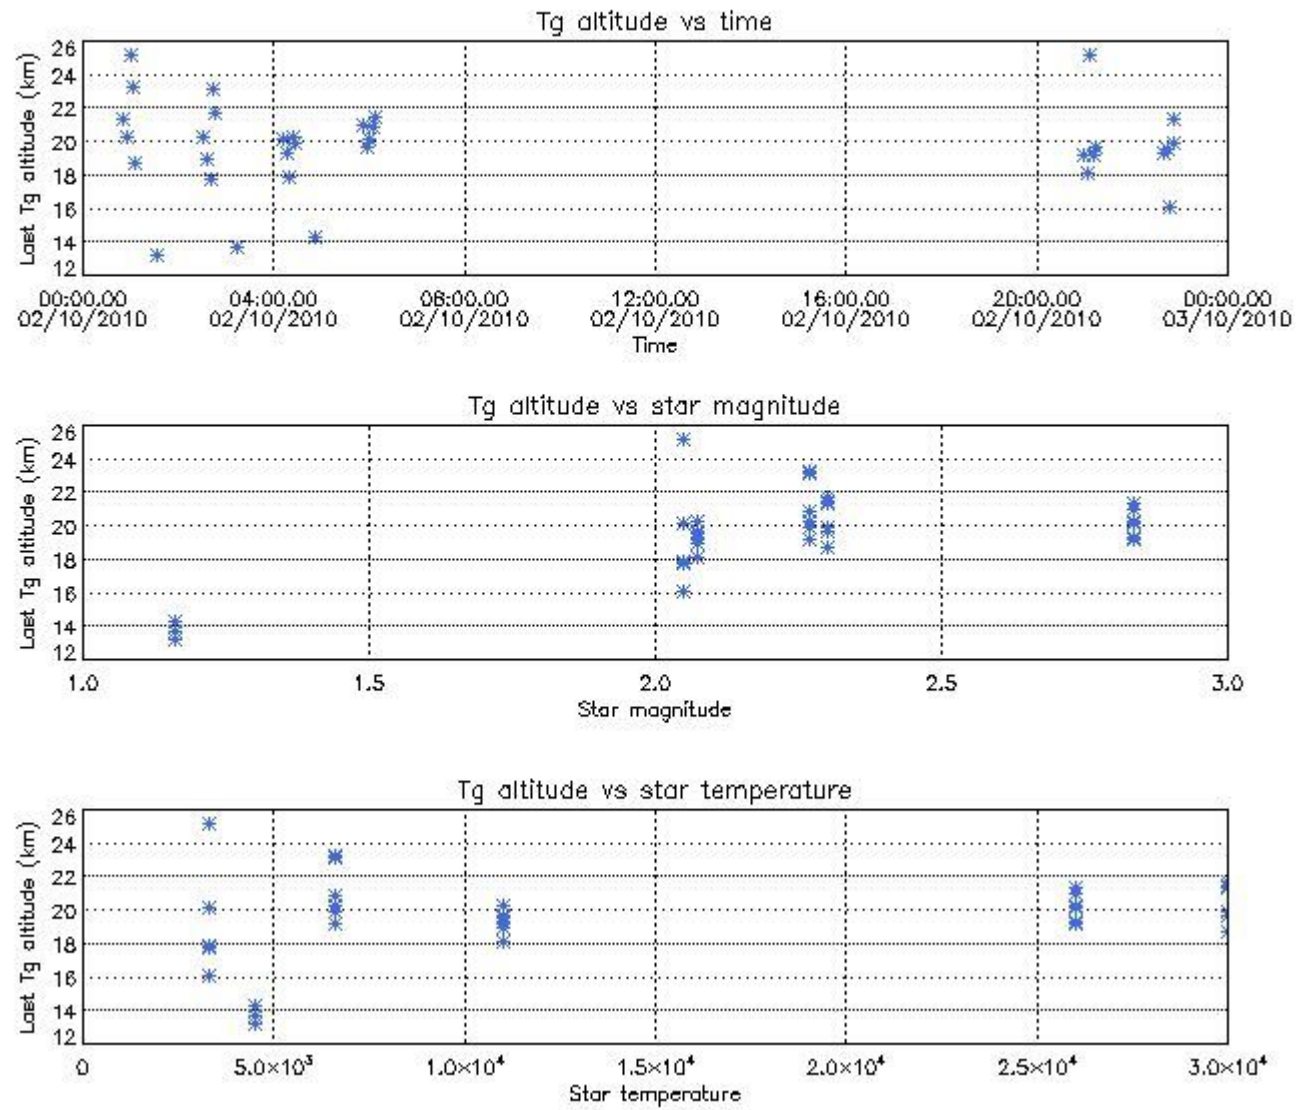 Tg altitude vs time
Last Tg altitude (km)
26
24
22
20
18
16
14
12
00:00.00 04:00.00 08:00.00 12:00.00 16:00.00 20:00.00 00:00.00
02/10/2010 02/10/2010 02/10/2010 02/10/2010 02/10/2010 02/10/2010 03/10/2010
Time
Tg altitude vs star magnitude
Last Tg altitude (km)
26
24
22
20
18
16
14
12
1.0 1.5 2.0 2.5 3.0
Star magnitude
Tg altitude vs star temperature
Last Tg altitude (km)
26
24
22
20
18
16
14
12
0 5.0×10³ 1.0×10⁴ 1.5×10⁴ 2.0×10⁴ 2.5×10⁴ 3.0×10⁴
Star temperature